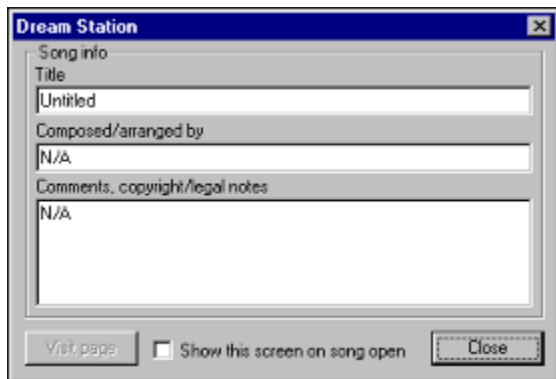 Dream Station
Song info
Title
Untitled
Composed/arranged by
N/A
Comments, copyright/legal notes
N/A
Visit page
Show this screen on song open
Close